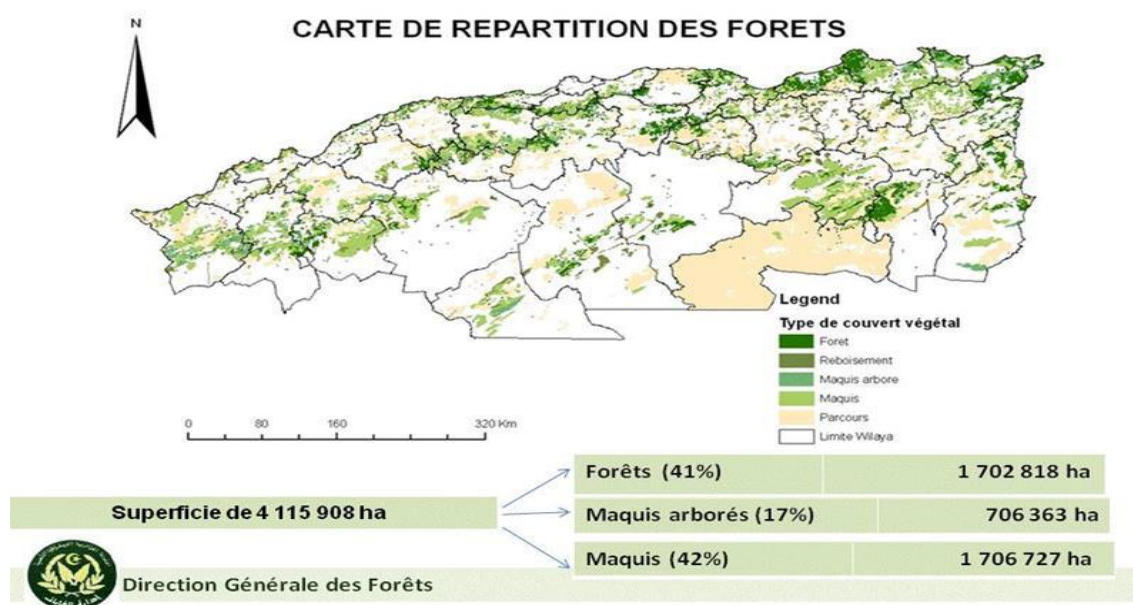 N
CARTE DE REPARTITION DES FORETS
Legend
Type de couvert végétal
Foret
Reboisement
Maquis arbore
Maquis
Parcours
Limite Wilaya
0 80 160 320 Km
Superficie de 4 115 908 ha
Forêts (41%) 1 702 818 ha
Maquis arborés (17%) 706 363 ha
Maquis (42%) 1 706 727 ha
Direction Générale des Forêts